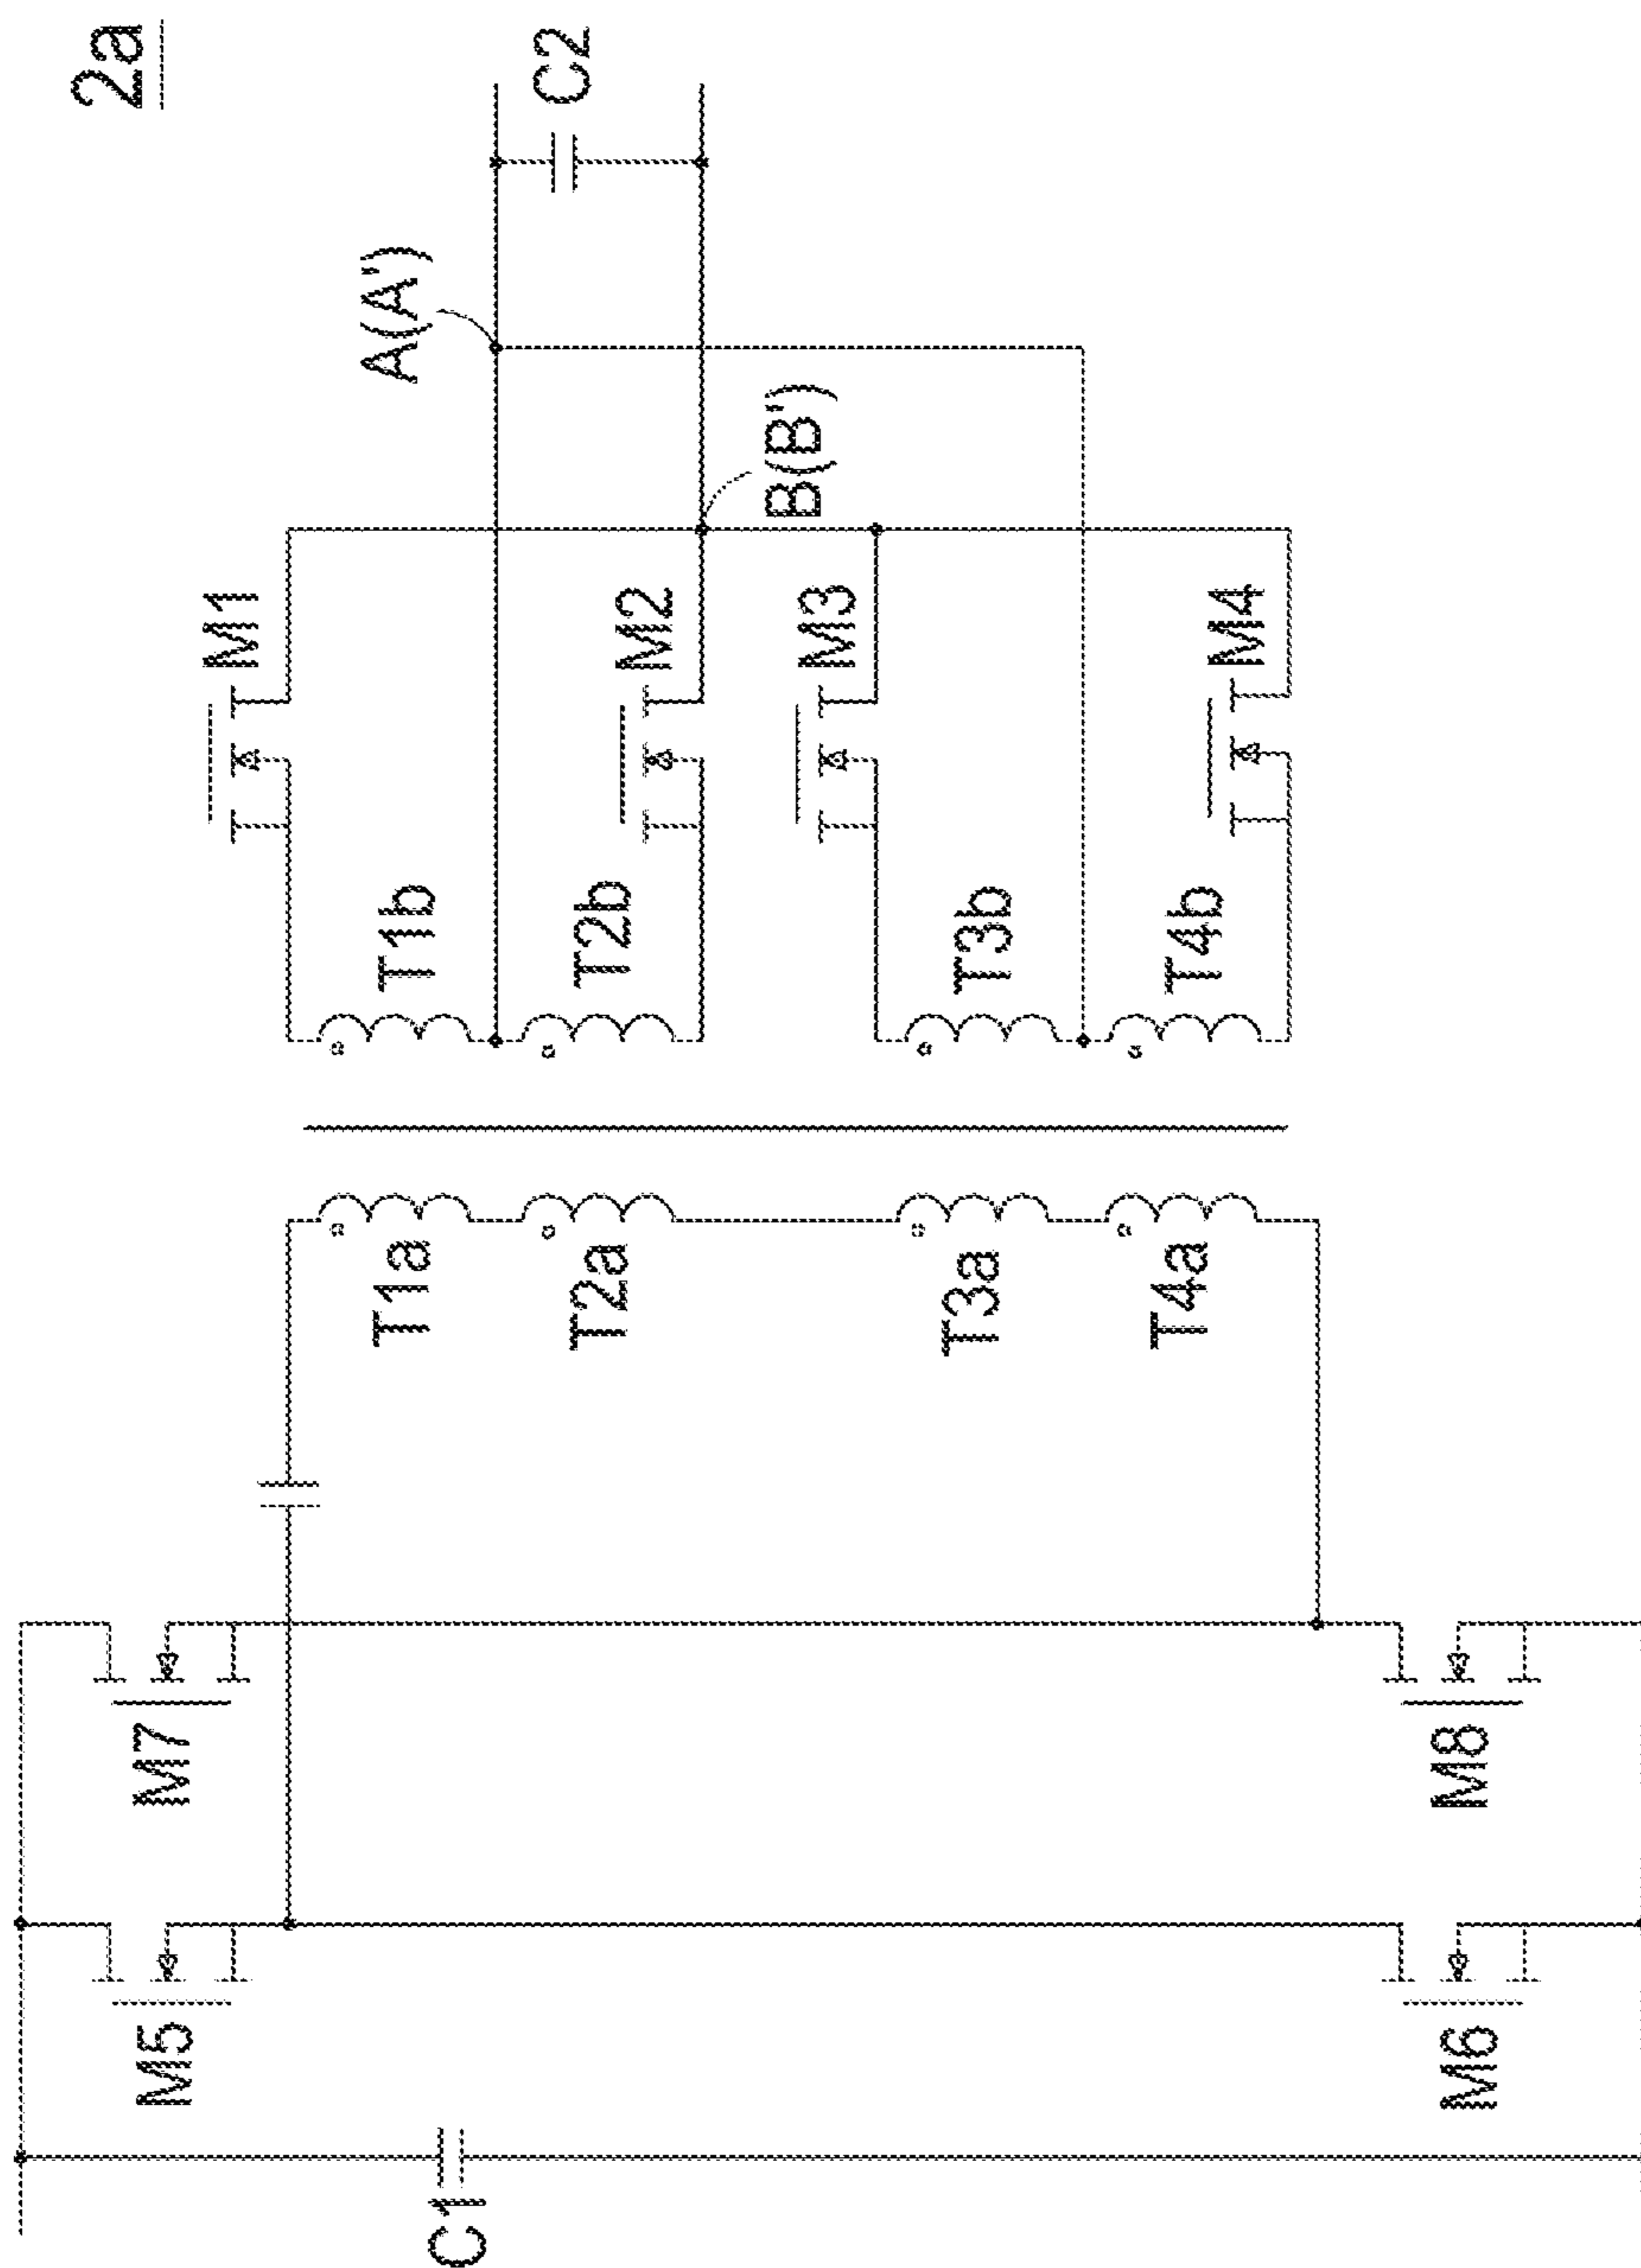 2a
C2
A(A')
B(B')
M1
M2
M3
M4
T1b
T2b
T3b
T4b
T1a
T2a
T3a
T4a
M7
M8
M5
M6
C1